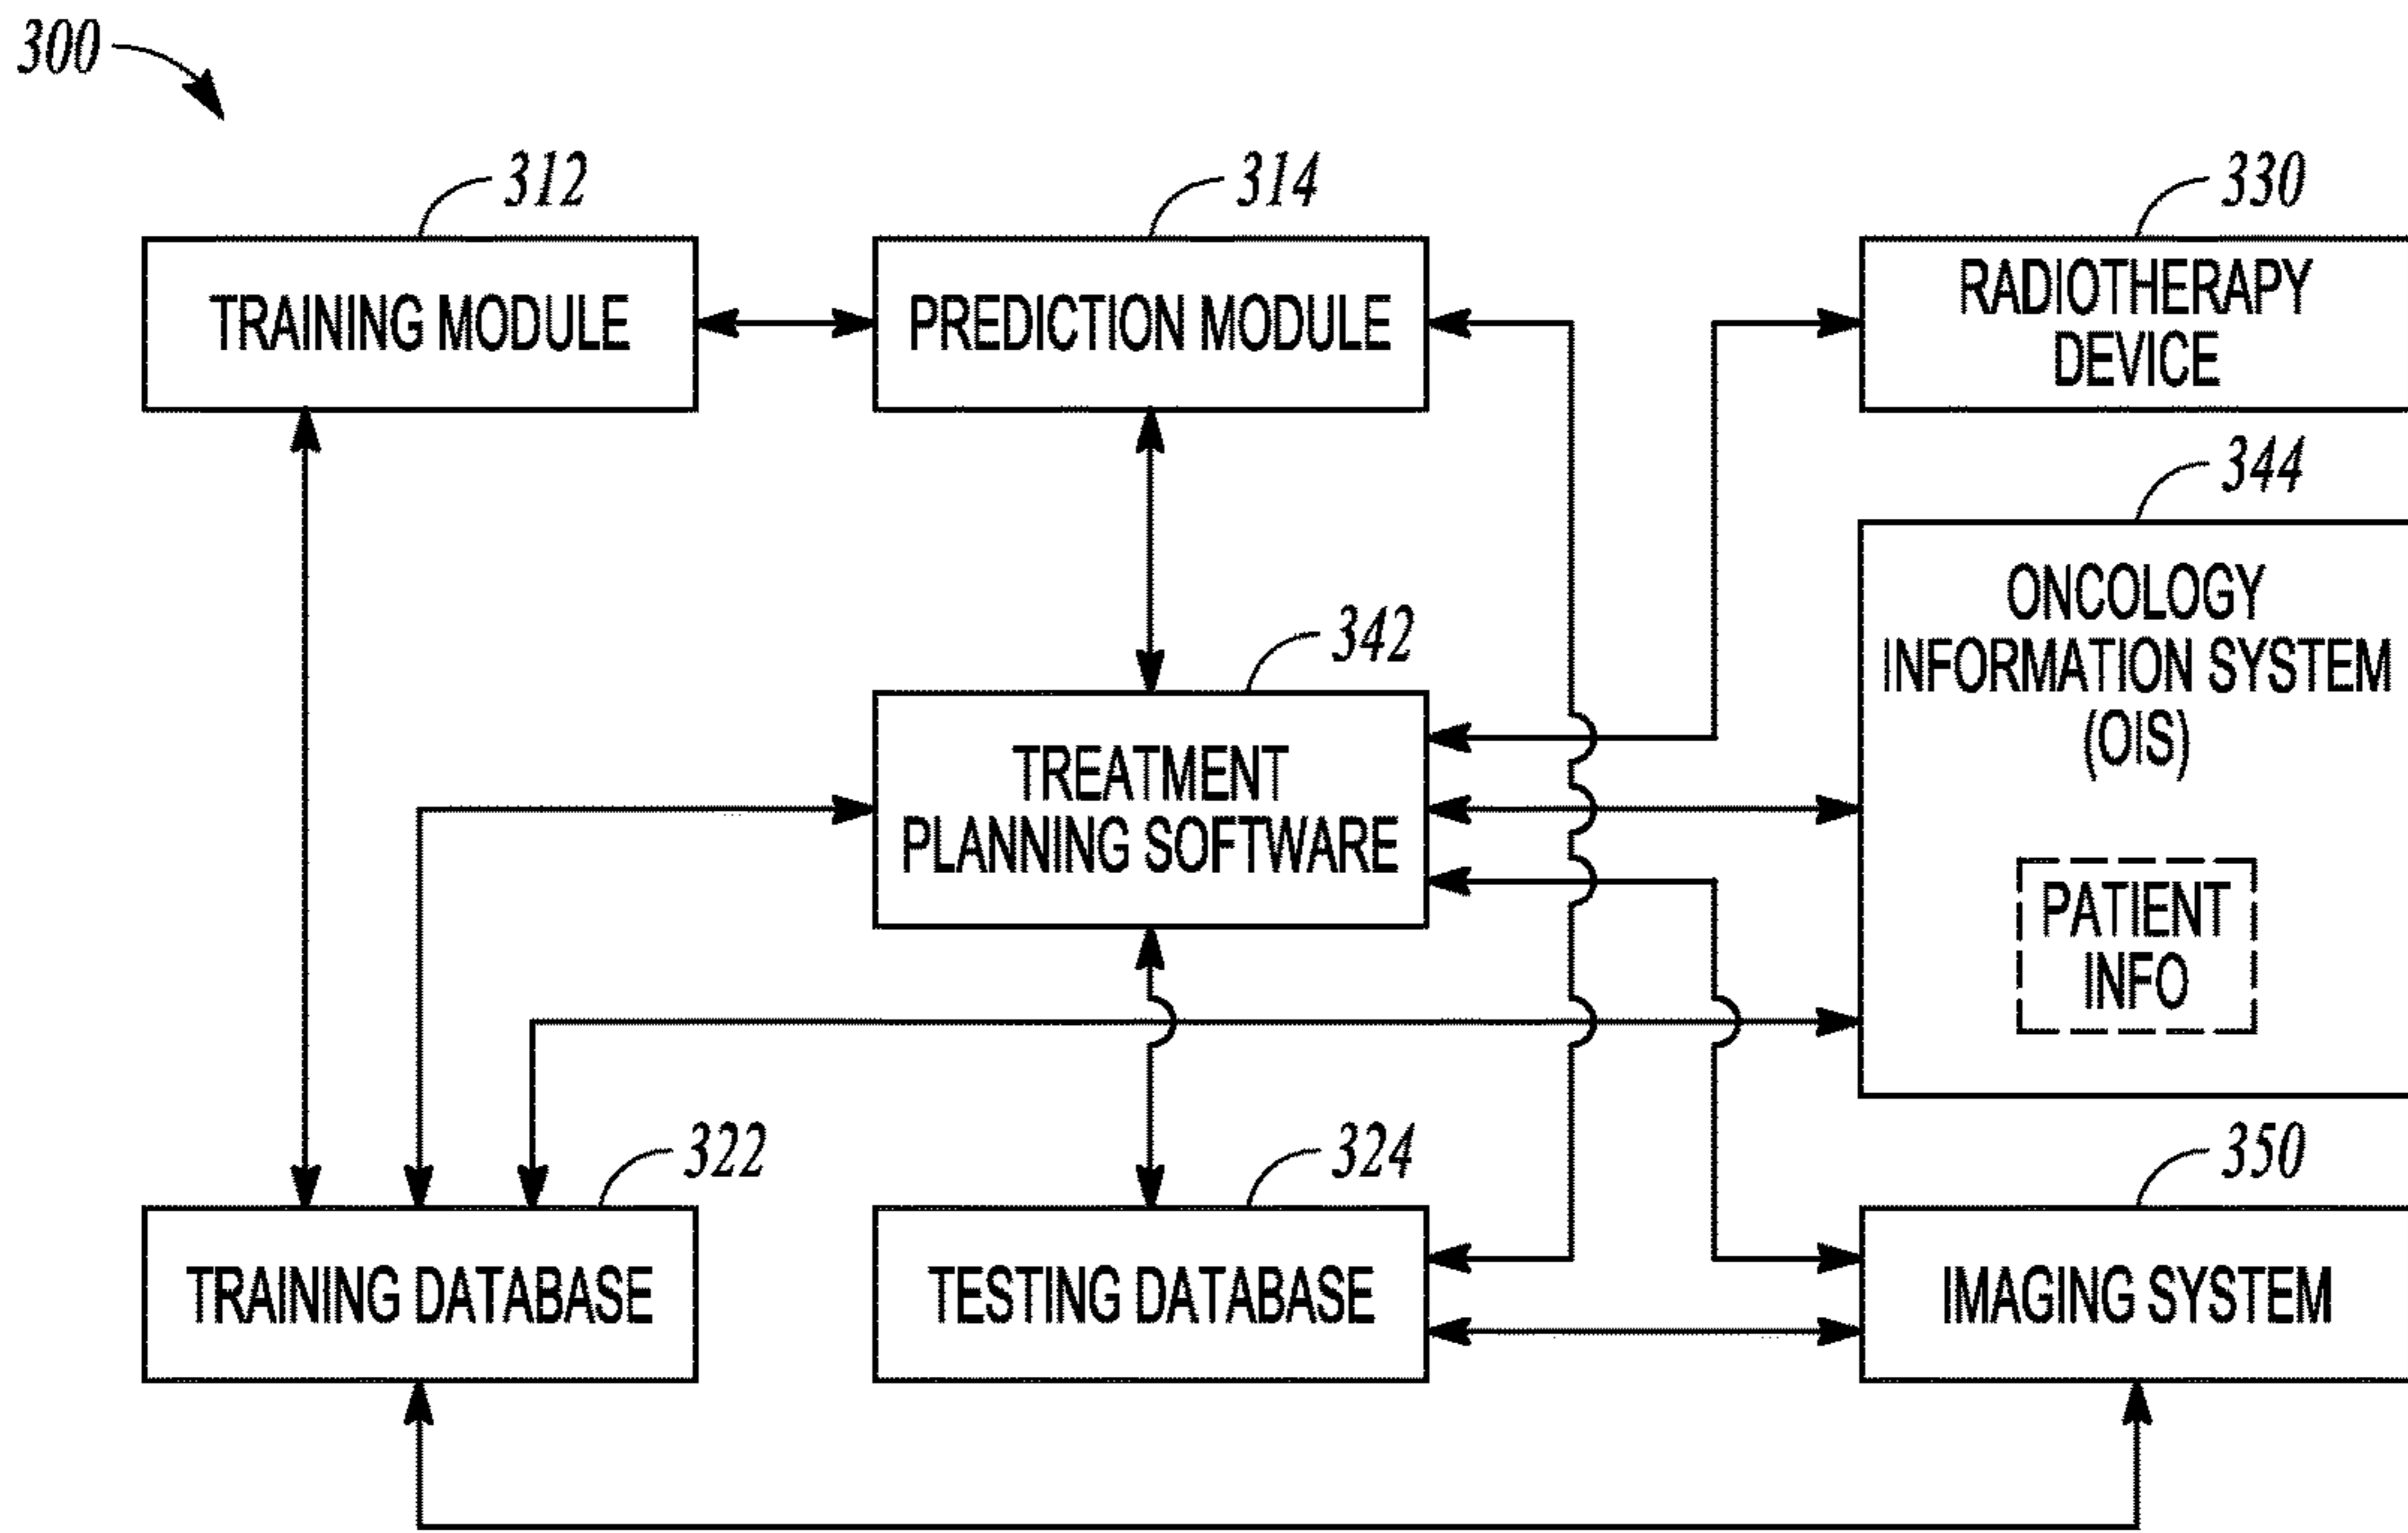 300
312
314
330
TRAINING MODULE
PREDICTION MODULE
RADIOTHERAPY
DEVICE
344
ONCOLOGY
INFORMATION SYSTEM
(OIS)
PATIENT
INFO
342
TREATMENT
PLANNING SOFTWARE
322
324
350
TRAINING DATABASE
TESTING DATABASE
IMAGING SYSTEM